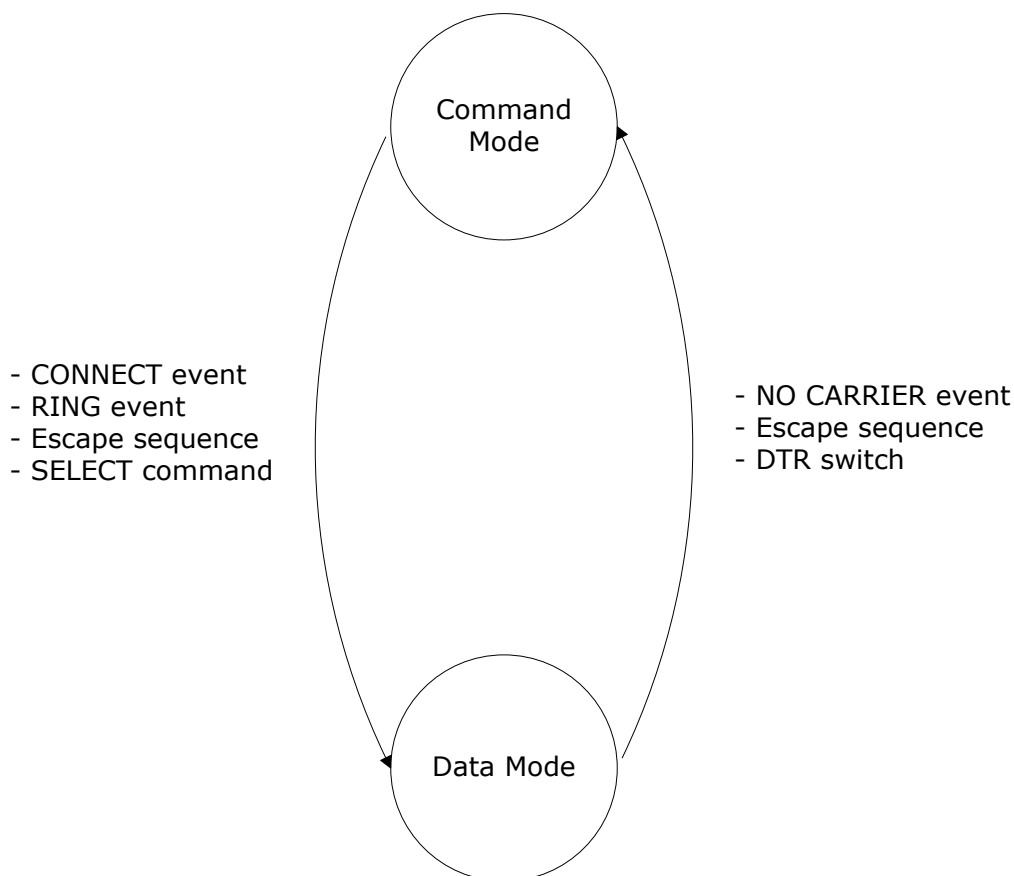 Command
Mode
- CONNECT event
- RING event
- Escape sequence
- SELECT command
- NO CARRIER event
- Escape sequence
- DTR switch
Data Mode